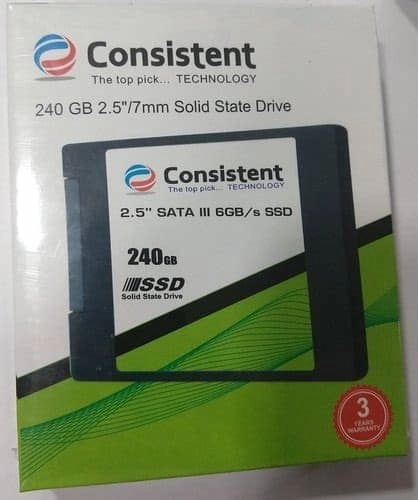 Consistent
The top pick... TECHNOLOGY
240 GB 2.5"/7mm Solid State Drive
Consistent
The top pick... TECHNOLOGY
2.5" SATA III 6GB/s SSD
240GB
SSD
Solid State Drive
3
YEARS
WARRANTY